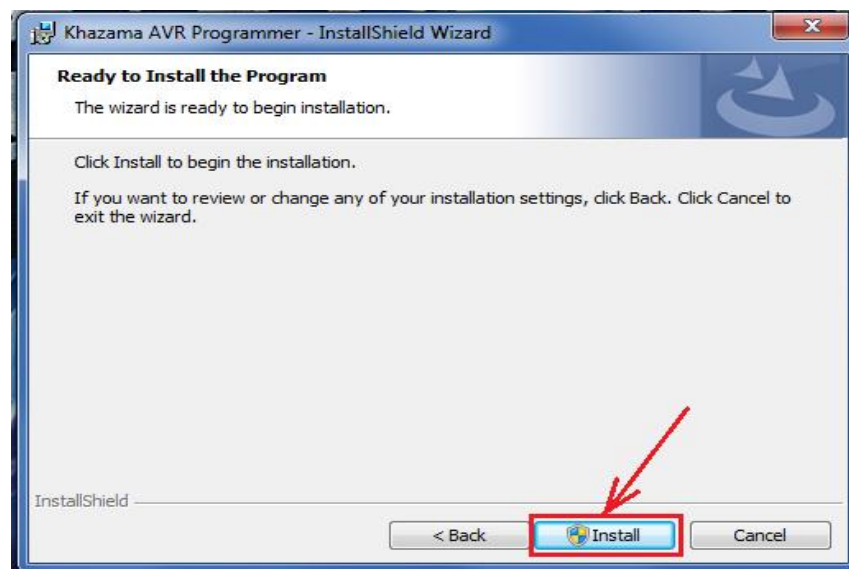 Khazama AVR Programmer - InstallShield Wizard
Ready to Install the Program
The wizard is ready to begin installation.
Click Install to begin the installation.
If you want to review or change any of your installation settings, click Back. Click Cancel to
exit the wizard.
InstallShield
< Back Install Cancel